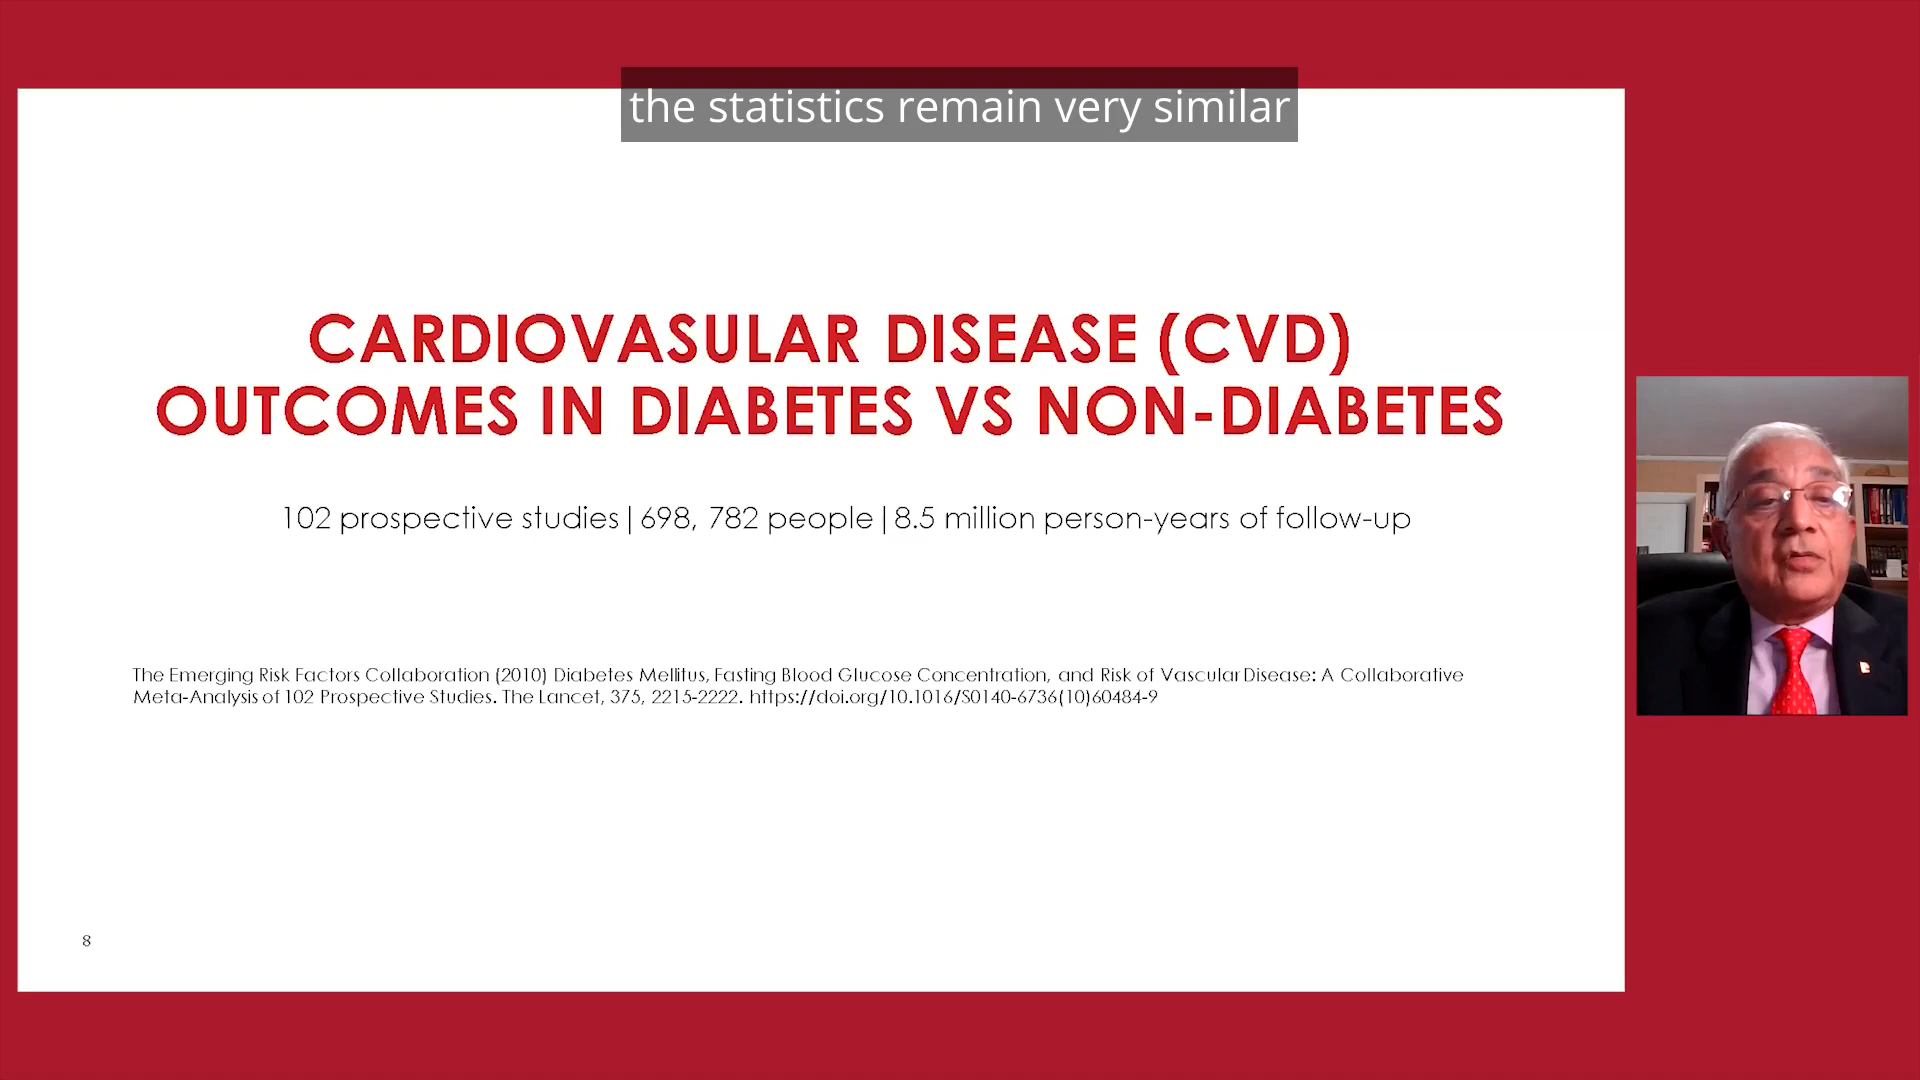 the statistics remain very similar
CARDIOVASULAR DISEASE (CVD)
OUTCOMES IN DIABETES VS NON-DIABETES
102 prospective studies|698, 782 people|8.5 million person-years of follow-up
The Emerging Risk Factors Collaboration (2010) Diabetes Mellitus, Fasting Blood Glucose Concentration, and Risk of Vascular Disease: A Collaborative
Meta-Analysis of 102 Prospective Studies. The Lancet, 375, 2215-2222. https://doi.org/10.1016/S0140-6736(10)60484-9
8